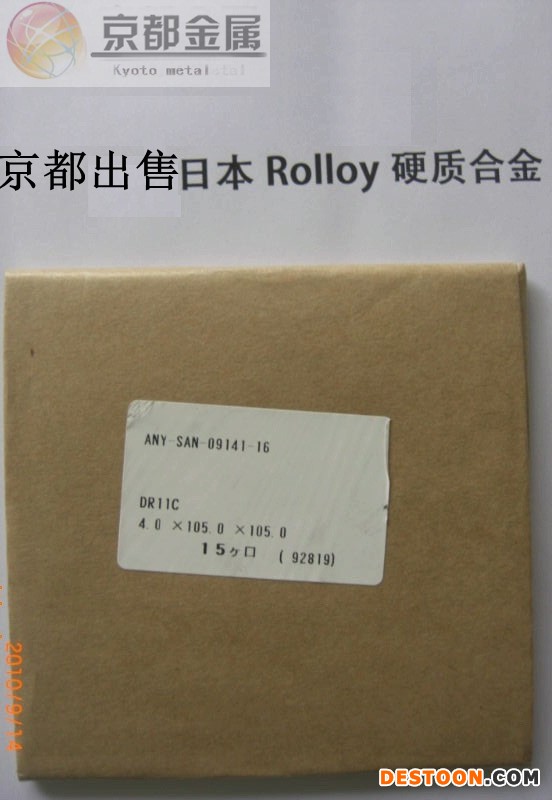 京都金属
Kyoto metal
京都出售日本 Rolloy 硬质合金
ANY-SAN-09141-16
DR11C
4.0 ×105.0 ×105.0
15ヶ口 ( 92819)
2010/9/14
DESTOON.COM